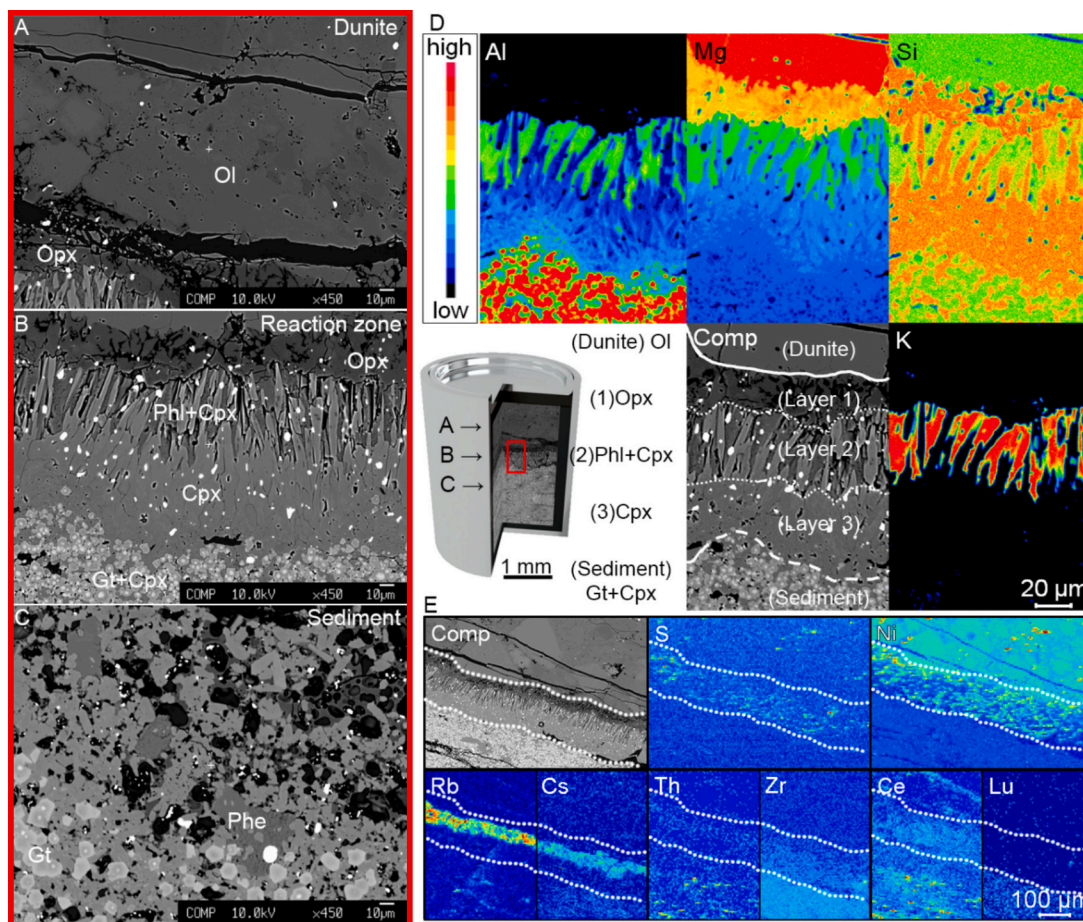 A
Dunite
Ol
Opx
COMP 10.0kV x450 10µm
B
Reaction zone
Opx
Phl+Cpx
Cpx
Gt+Cpx
COMP 10.0kV x450 10µm
C
Sediment
Phe
Gt
COMP 10.0kV x450 10µm
D
high
low
Al
Mg
Si
A →
B →
C →
1 mm
(Dunite) Ol
(1)Opx
(2)Phl+Cpx
(3)Cpx
(Sediment)
Gt+Cpx
Comp
(Dunite)
(Layer 1)
(Layer 2)
(Layer 3)
(Sediment)
K
20 µm
E
Comp
S
Ni
Rb
Cs
Th
Zr
Ce
Lu
100 µm